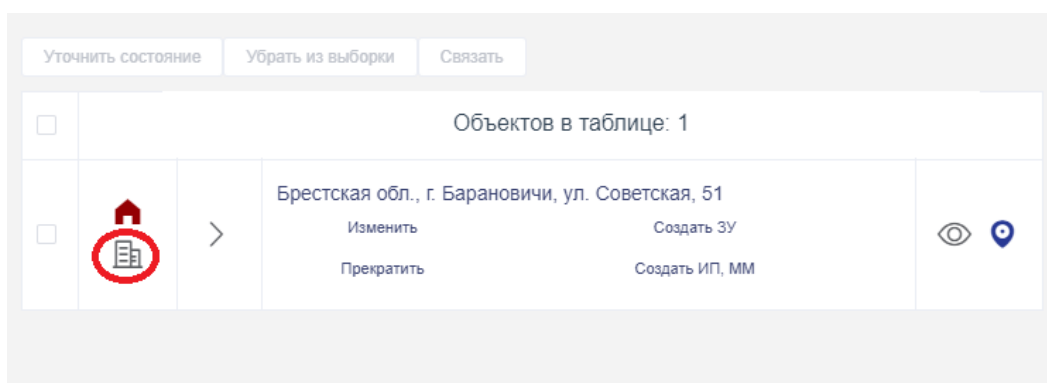 Уточнить состояние Убрать из выборки Связать
Объектов в таблице: 1
Брестская обл., г. Барановичи, ул. Советская, 51
Изменить Создать ЗУ
Прекратить Создать ИП, ММ